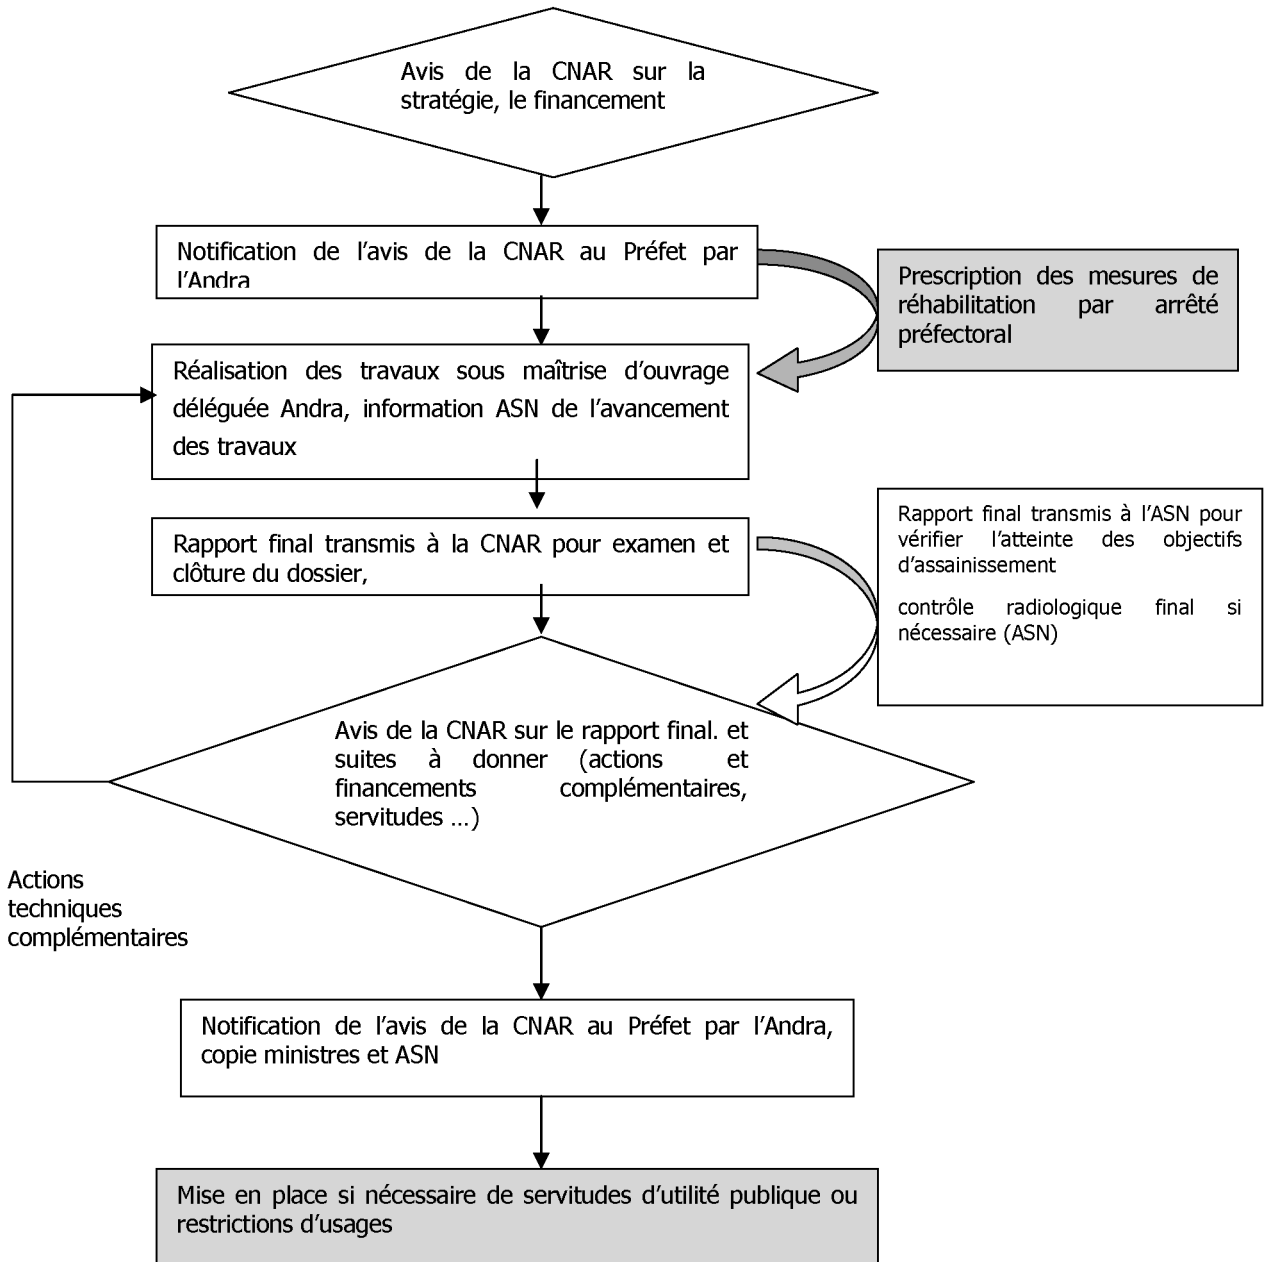 Avis de la CNAR sur la
stratégie, le financement
Notification de l'avis de la CNAR au Préfet par
l'Andra
Prescription des mesures de
réhabilitation par arrêté
préfectoral
Réalisation des travaux sous maîtrise d'ouvrage
déléguée Andra, information ASN de l'avancement
des travaux
Rapport final transmis à l'ASN pour
vérifier l'atteinte des objectifs
d'assainissement
contrôle radiologique final si
nécessaire (ASN)
Rapport final transmis à la CNAR pour examen et
clôture du dossier,
Avis de la CNAR sur le rapport final. et
suites à donner (actions et
financements complémentaires,
servitudes ...)
Actions
techniques
complémentaires
Notification de l'avis de la CNAR au Préfet par l'Andra,
copie ministres et ASN
Mise en place si nécessaire de servitudes d'utilité publique ou
restrictions d'usages